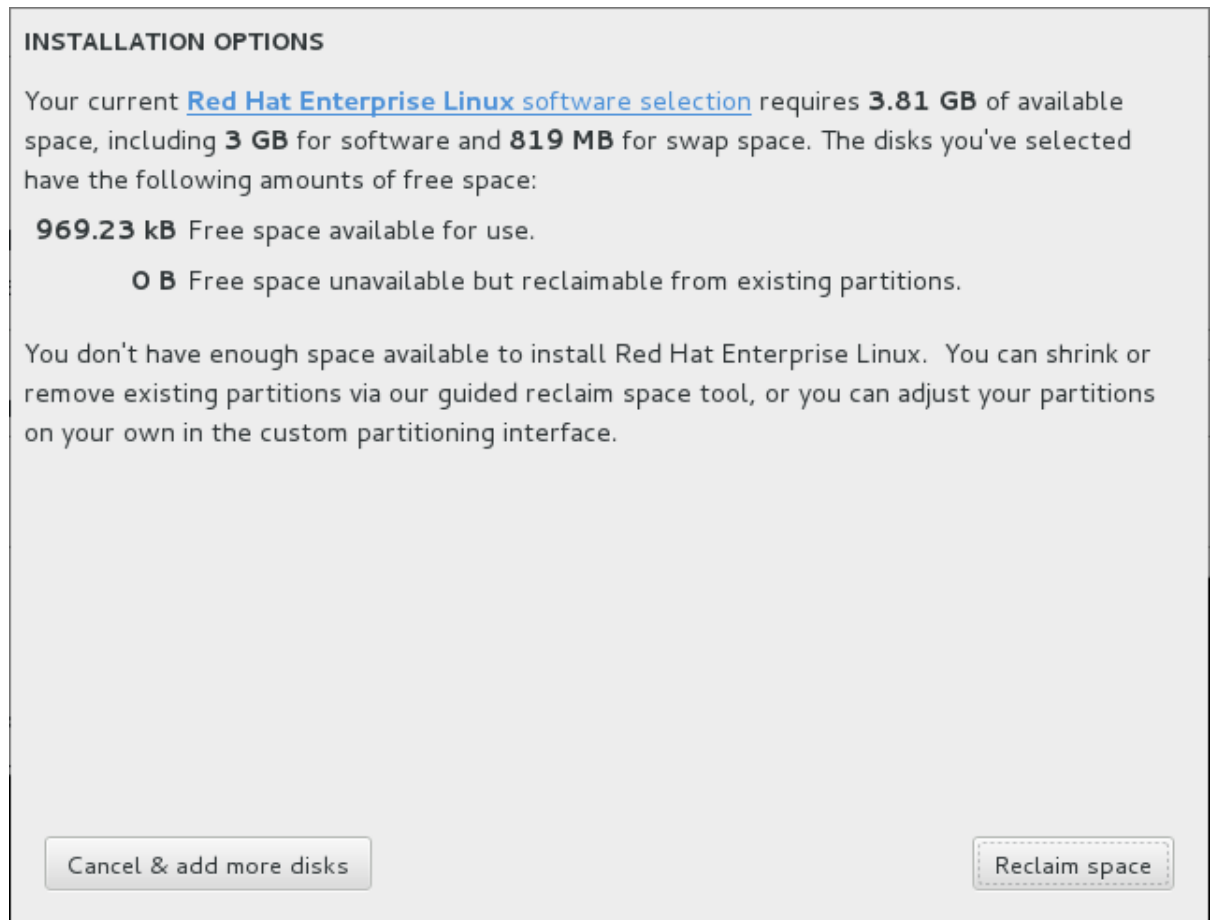 INSTALLATION OPTIONS
Your current Red Hat Enterprise Linux software selection requires 3.81 GB of available
space, including 3 GB for software and 819 MB for swap space. The disks you've selected
have the following amounts of free space:
969.23 kB Free space available for use.
0 B Free space unavailable but reclaimable from existing partitions.
You don't have enough space available to install Red Hat Enterprise Linux.  You can shrink or
remove existing partitions via our guided reclaim space tool, or you can adjust your partitions
on your own in the custom partitioning interface.
Cancel & add more disks
Reclaim space